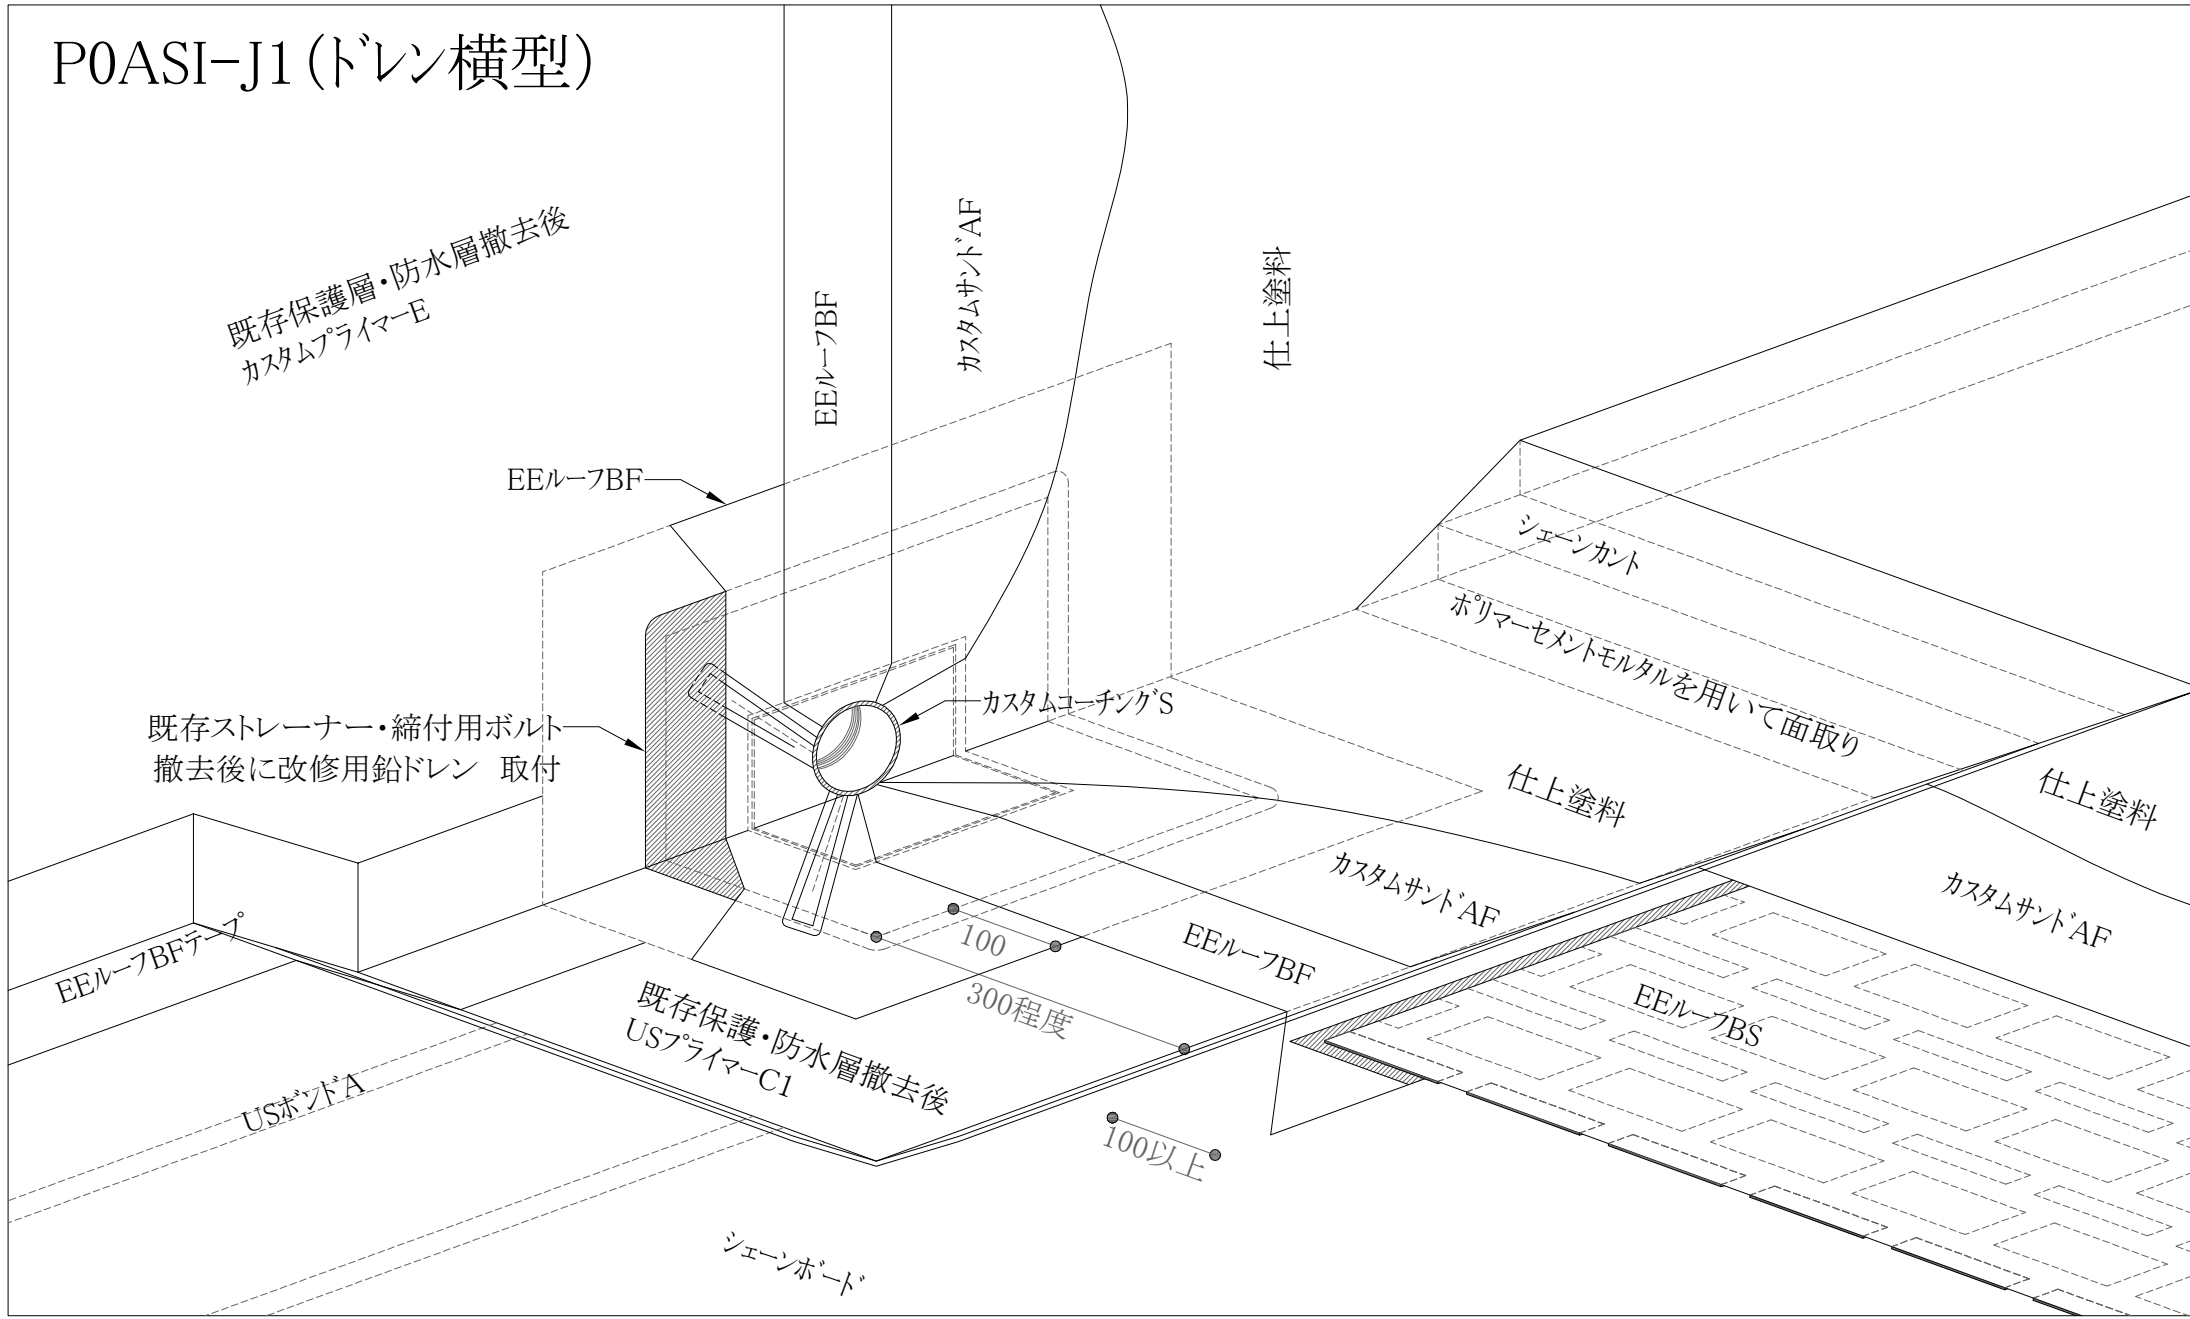 P0ASI-J1(ドレン横型)
既存保護層・防水層撤去後
カスタムプライマーE
EEルーフBF
カスタムサンドAF
仕上塗料
EEルーフBF
シェーンカント
ポリマーセメントモルタルを用いて面取り
カスタムコーチングS
既存ストレーナー・締付用ボルト
撤去後に改修用鉛ドレン 取付
仕上塗料
仕上塗料
カスタムサンドAF
カスタムサンドAF
EEルーフBFテープ
100
EEルーフBF
300程度
EEルーフBS
既存保護・防水層撤去後
USプライマーC1
USボンドA
100以上
シェーンボード